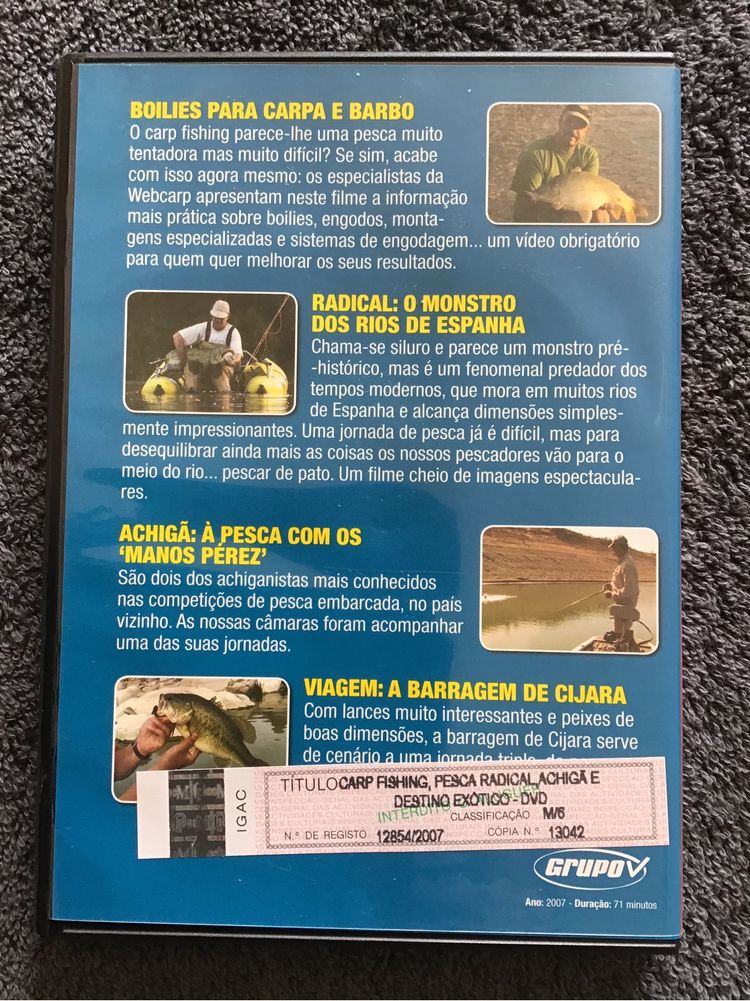 BOILIES PARA CARPA E BARBO
O carp fishing parece-lhe uma pesca muito
tentadora mas muito difícil? Se sim, acabe
com isso agora mesmo: os especialistas da
Webcarp apresentam neste filme a informação
mais prática sobre boilies, engodos, monta-
gens especializadas e sistemas de engodagem... um vídeo obrigatório
para quem quer melhorar os seus resultados.
RADICAL: O MONSTRO
DOS RIOS DE ESPANHA
Chama-se siluro e parece um monstro pré-
-histórico, mas é um fenomenal predador dos
tempos modernos, que mora em muitos rios
de Espanha e alcança dimensões simples-
mente impressionantes. Uma jornada de pesca já é difícil, mas para
desequilibrar ainda mais as coisas os nossos pescadores vão para o
meio do rio... pescar de pato. Um filme cheio de imagens espectacula-
res.
ACHIGÃ: À PESCA COM OS
'MANOS PÉREZ'
São dois dos achiganistas mais conhecidos
nas competições de pesca embarcada, no país
vizinho. As nossas câmaras foram acompanhar
uma das suas jornadas.
VIAGEM: A BARRAGEM DE CIJARA
Com lances muito interessantes e peixes de
boas dimensões, a barragem de Cijara serve
de cenário a uma jornada
IGAC
TÍTULO CARP FISHING, PESCA RADICAL, ACHIGÃ E
DESTINO EXÓTICO - DVD
INTERDITO O ALUGUER
CLASSIFICAÇÃO M/6
N.º DE REGISTO 12854/2007 CÓPIA N.º 13042
GRUPO V
Ano: 2007 - Duração: 71 minutos